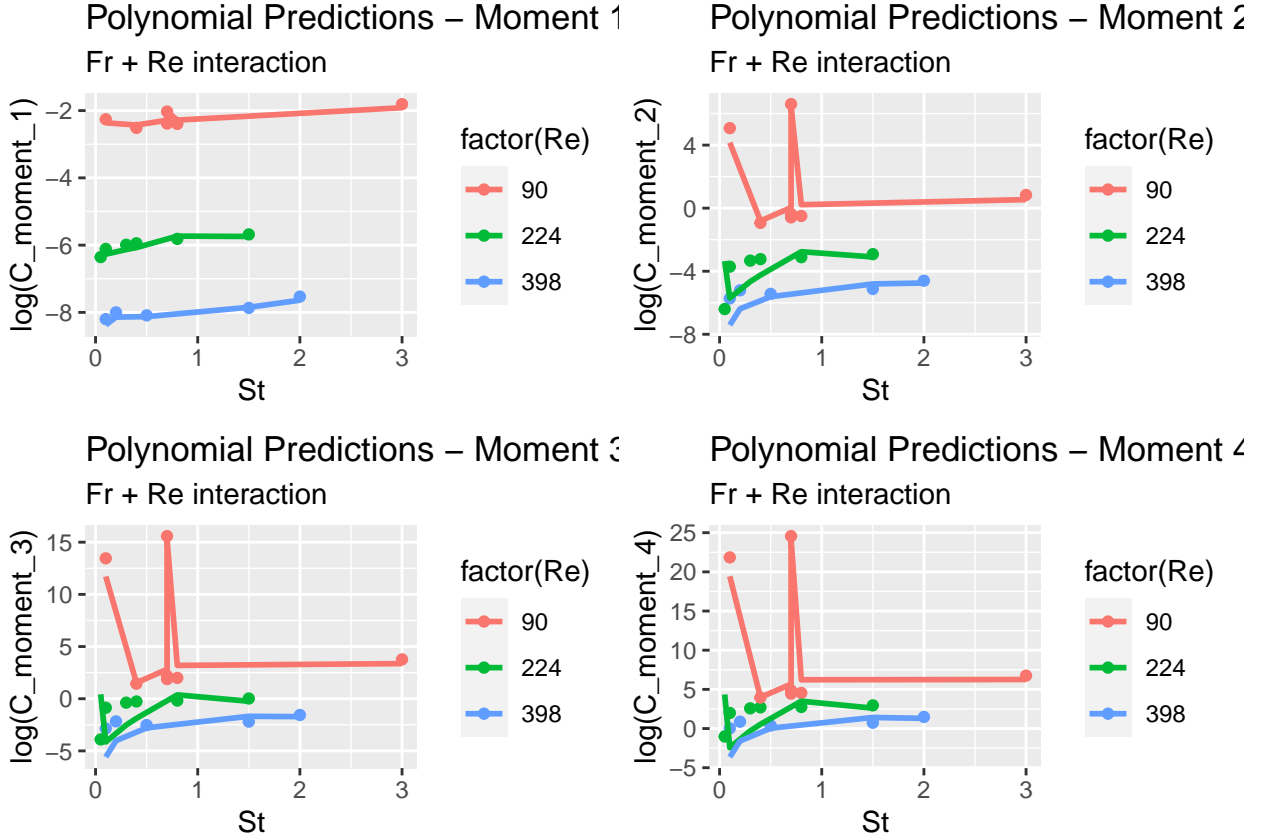 Polynomial Predictions – Moment 1
Fr + Re interaction
log(C_moment_1)
−2
−4
−6
−8
0 1 2 3
St
factor(Re)
90
224
398
Polynomial Predictions – Moment 2
Fr + Re interaction
log(C_moment_2)
4
0
−4
−8
0 1 2 3
St
factor(Re)
90
224
398
Polynomial Predictions – Moment 3
Fr + Re interaction
log(C_moment_3)
15
10
5
0
−5
0 1 2 3
St
factor(Re)
90
224
398
Polynomial Predictions – Moment 4
Fr + Re interaction
log(C_moment_4)
25
20
15
10
5
0
−5
0 1 2 3
St
factor(Re)
90
224
398